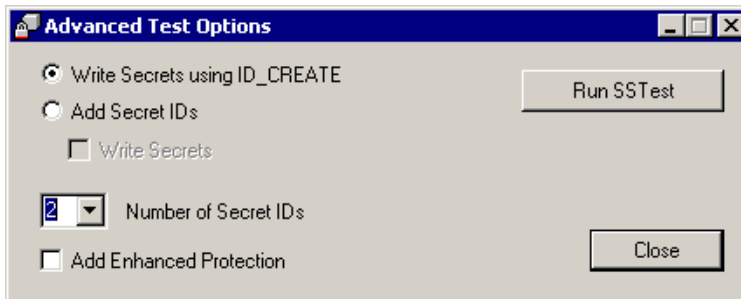 Advanced Test Options
Write Secrets using ID_CREATE
Run SSTest
Add Secret IDs
Write Secrets
2 Number of Secret IDs
Close
Add Enhanced Protection